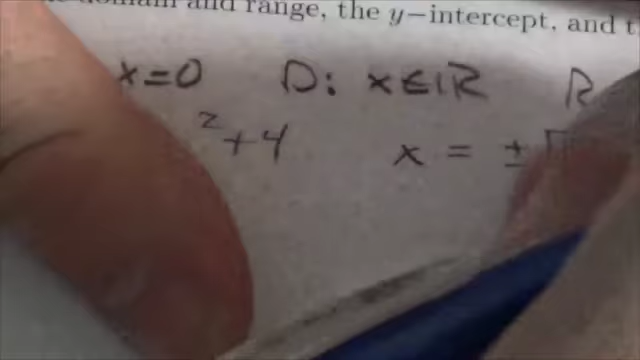 domain and range, the y-intercept, and
x=0 D: x∈ℝ R
²+4 x = ±